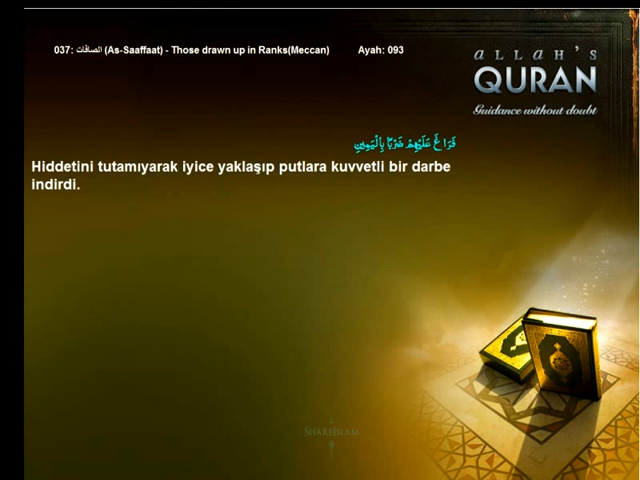 037: الصافات (As-Saaffaat) - Those drawn up in Ranks(Meccan) Ayah: 093
ALLAH'S
QURAN
Guidance without doubt
فَرَاغَ عَلَيْهِمْ ضَرْبًا بِالْيَمِينِ
Hiddetini tutamıyarak iyice yaklaşıp putlara kuvvetli bir darbe
indirdi.
SHAREISLAM